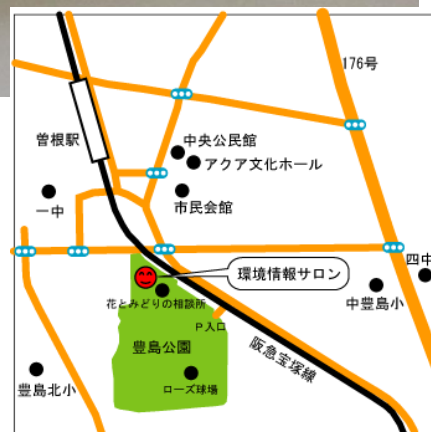 176号
曽根駅
中央公民館
アクア文化ホール
一中
市民会館
環境情報サロン
四中
花とみどりの相談所
中豊島小
P入口
豊島公園
阪急宝塚線
豊島北小
ローズ球場